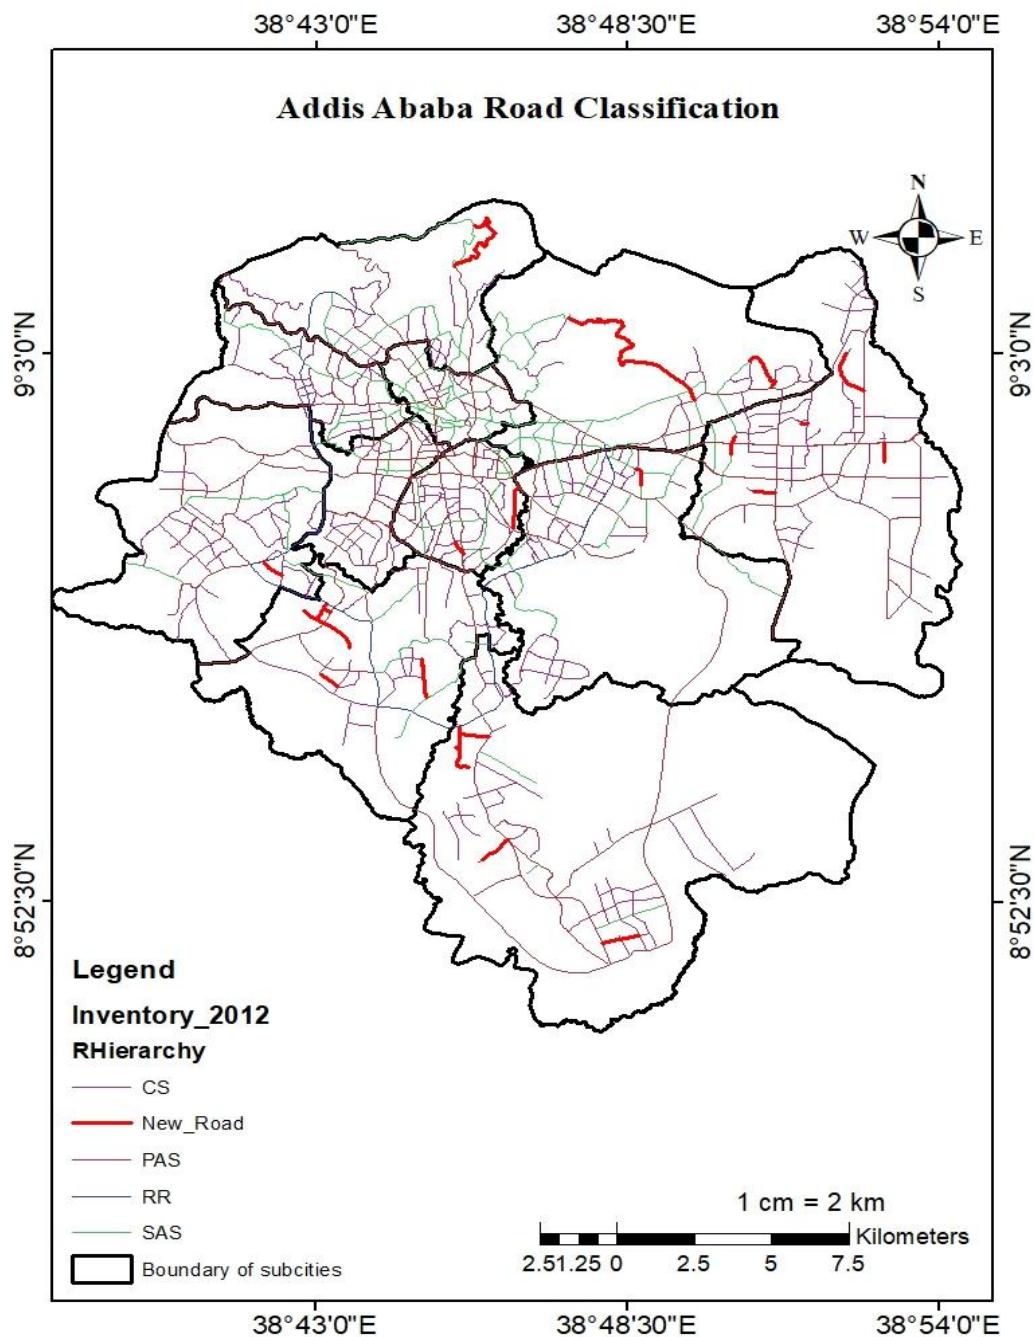 38°43'0"E 38°48'30"E 38°54'0"E
Addis Ababa Road Classification
N
W E
S
9°3'0"N 9°3'0"N
8°52'30"N 8°52'30"N
Legend
Inventory_2012
RHierarchy
CS
New_Road
PAS
RR
SAS
Boundary of subcities
1 cm = 2 km
Kilometers
2.51.25 0 2.5 5 7.5
38°43'0"E 38°48'30"E 38°54'0"E